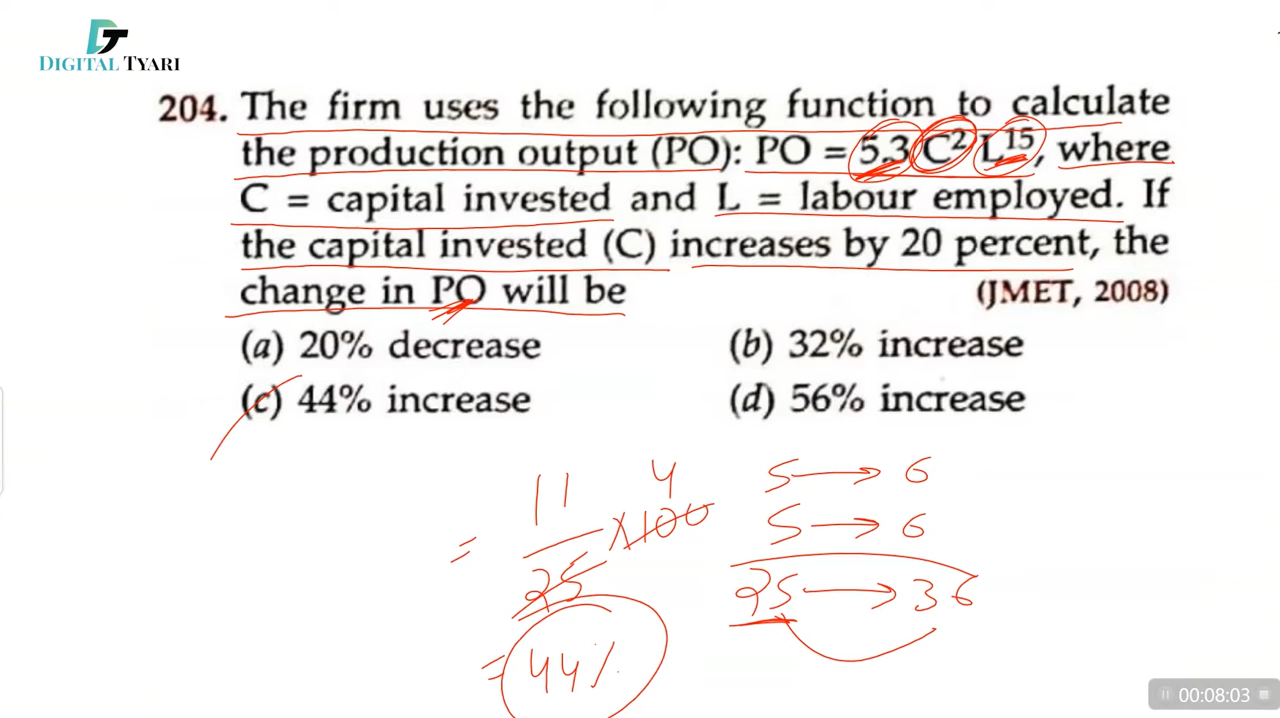 DIGITAL TYARI
204. The firm uses the following function to calculate
the production output (PO): PO = 5.3 C² L¹⁵, where
C = capital invested and L = labour employed. If
the capital invested (C) increases by 20 percent, the
change in PO will be
(JMET, 2008)
(a) 20% decrease
(b) 32% increase
(c) 44% increase
(d) 56% increase
= 11/25 × 100 4
= 44%
5 → 6
5 → 6
25 → 36
00:08:03